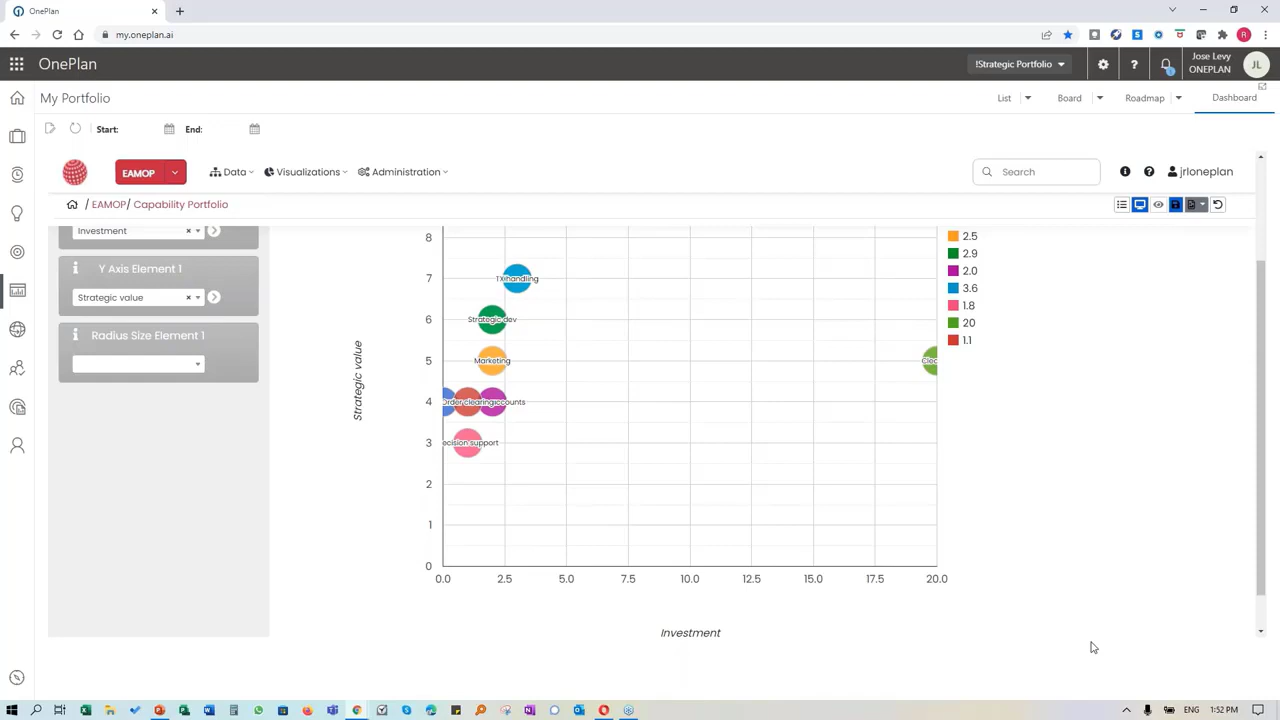 OnePlan
my.oneplan.ai
OnePlan
!Strategic Portfolio
?
Jose Levy
ONEPLAN
JL
My Portfolio
List
Board
Roadmap
Dashboard
Start:
End:
EAMOP
Data
Visualizations
Administration
Search
jrloneplan
/ EAMOP/ Capability Portfolio
Investment
Y Axis Element 1
Strategic value
Radius Size Element 1
Strategic value
8
7
6
5
4
3
2
1
0
TX handling
Strategic dev
Marketing
Order clearing
accounts
ecision support
0.0
2.5
5.0
7.5
10.0
12.5
15.0
17.5
20.0
Investment
2.5
2.9
2.0
3.6
1.8
20
1.1
ENG
1:52 PM